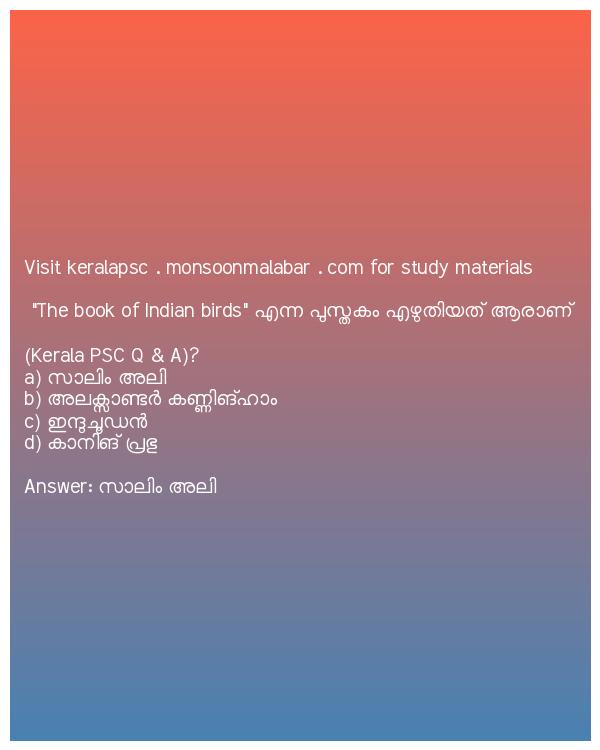 Visit keralapsc . monsoonmalabar . com for study materials
"The book of Indian birds" എന്ന പുസ്തകം എഴുതിയത് ആരാണ്
(Kerala PSC Q & A)?
a) സാലിം അലി
b) അലക്സാണ്ടർ കണ്ണിങ്ഹാം
c) ഇന്ദുചൂഡൻ
d) കാനിങ് പ്രഭു
Answer: സാലിം അലി